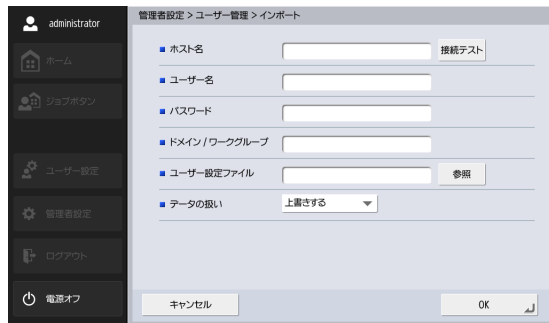 administrator
ホーム
ジョブボタン
ユーザー設定
管理者設定
ログアウト
電源オフ
管理者設定 > ユーザー管理 > インポート
ホスト名
接続テスト
ユーザー名
パスワード
ドメイン / ワークグループ
ユーザー設定ファイル
参照
データの扱い
上書きする
キャンセル
OK